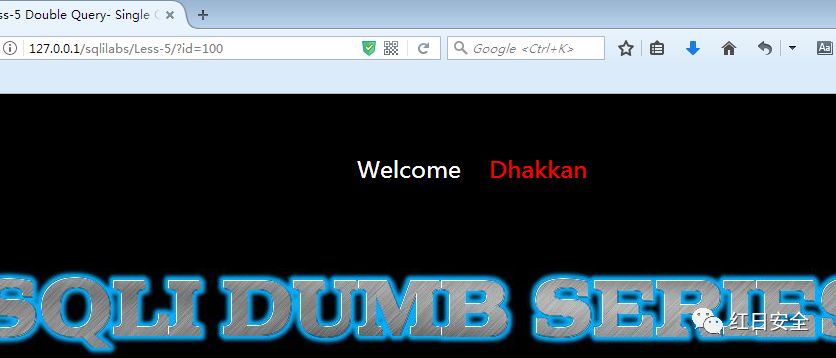 ss-5 Double Query- Single
127.0.0.1/sqlilabs/Less-5/?id=100
Google <Ctrl+K>
Aa
Welcome Dhakkan
SQLI DUMB SERIES
红日安全